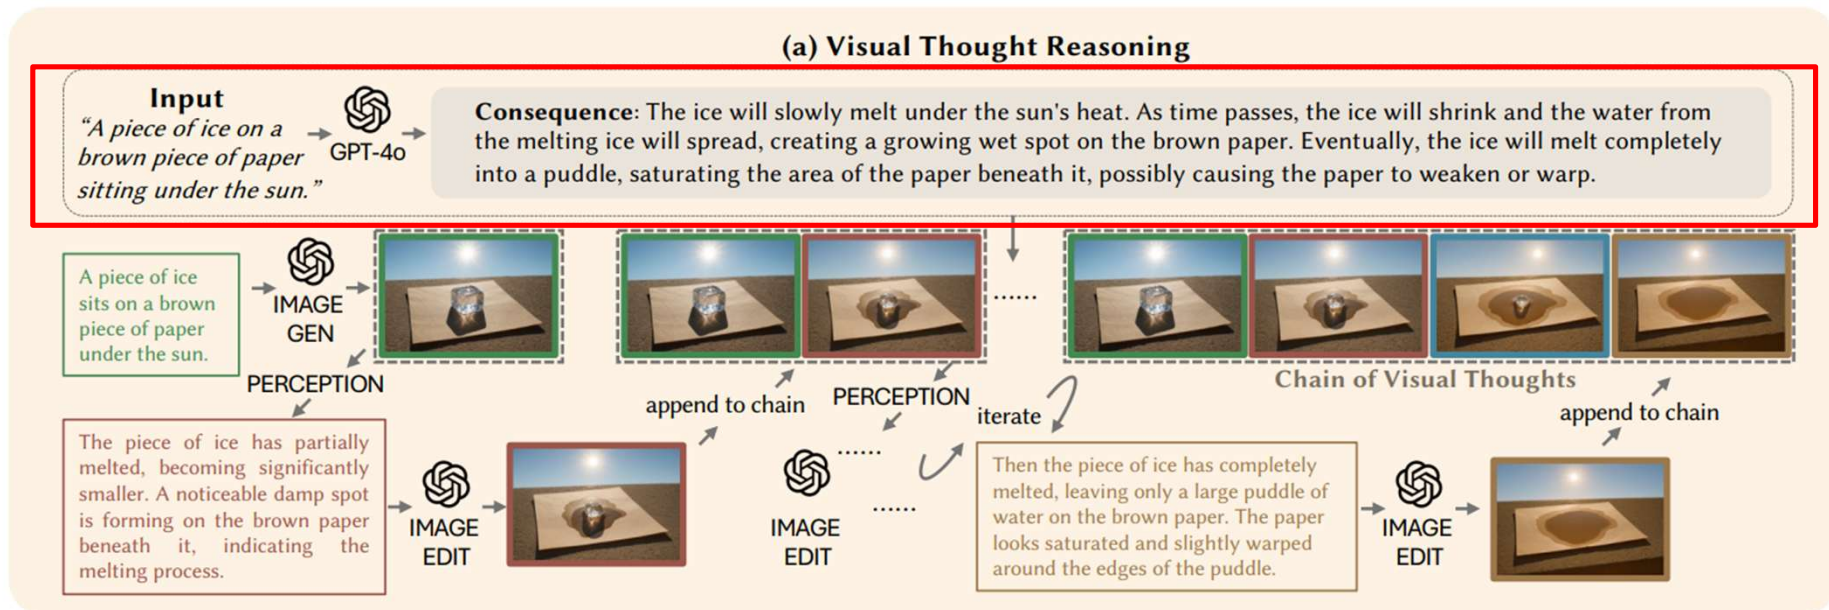 (a) Visual Thought Reasoning
Input
“A piece of ice on a
brown piece of paper
sitting under the sun.”
GPT-4o
Consequence: The ice will slowly melt under the sun's heat. As time passes, the ice will shrink and the water from
the melting ice will spread, creating a growing wet spot on the brown paper. Eventually, the ice will melt completely
into a puddle, saturating the area of the paper beneath it, possibly causing the paper to weaken or warp.
A piece of ice
sits on a brown
piece of paper
under the sun.
IMAGE
GEN
......
Chain of Visual Thoughts
PERCEPTION
The piece of ice has partially
melted, becoming significantly
smaller. A noticeable damp spot
is forming on the brown paper
beneath it, indicating the
melting process.
IMAGE
EDIT
append to chain
PERCEPTION
......
IMAGE
EDIT
......
iterate
Then the piece of ice has completely
melted, leaving only a large puddle of
water on the brown paper. The paper
looks saturated and slightly warped
around the edges of the puddle.
IMAGE
EDIT
append to chain